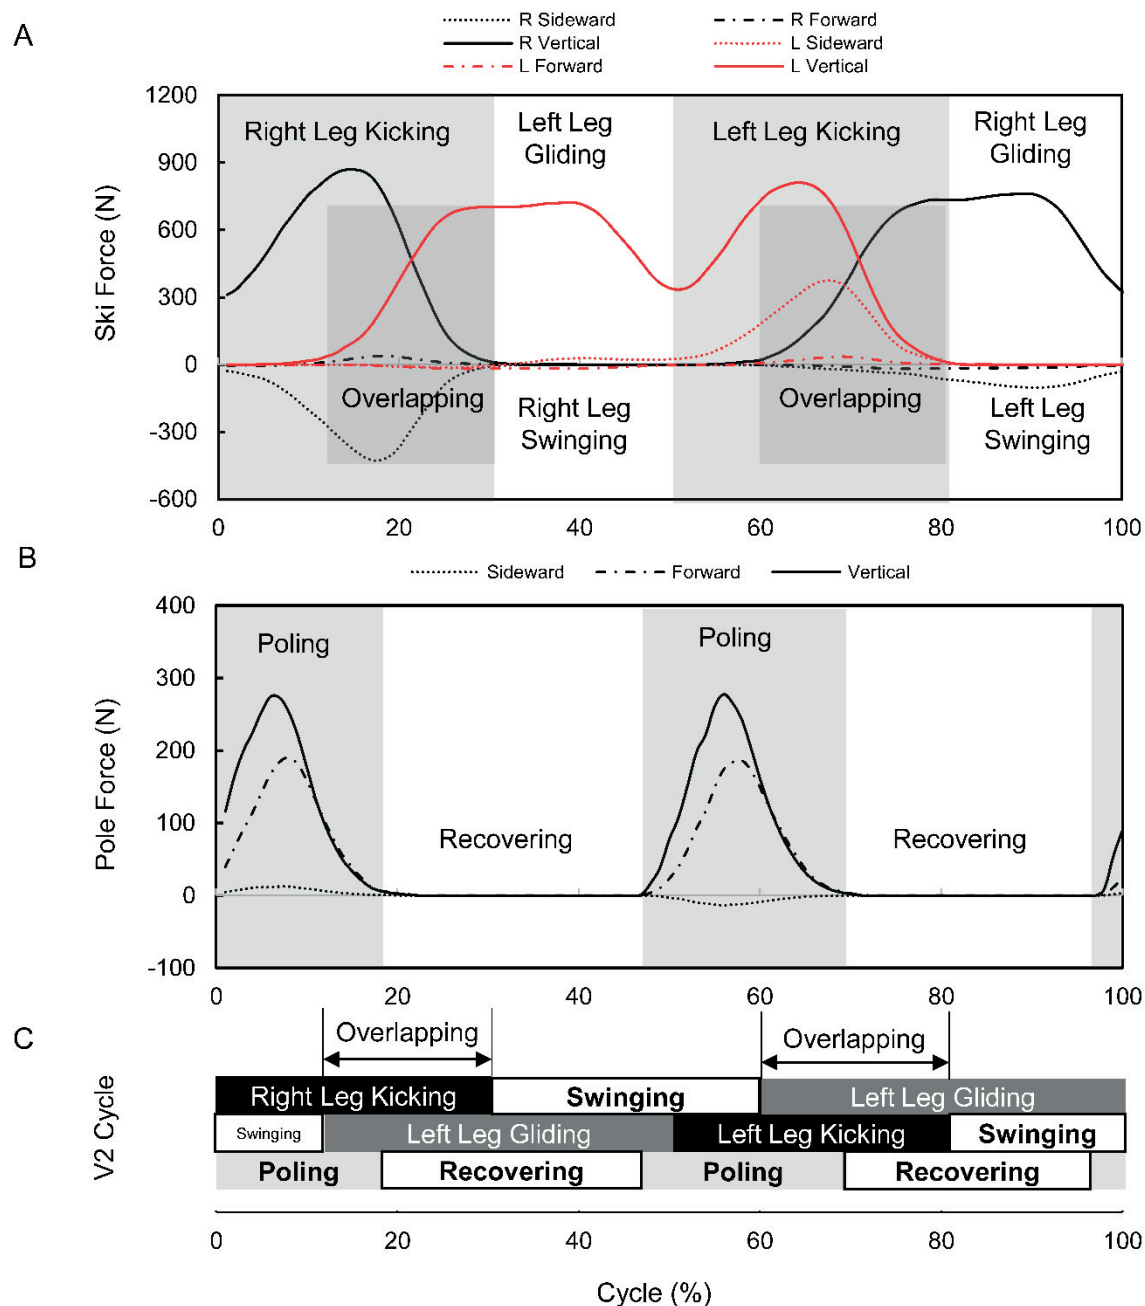 A
R Sideward
R Forward
R Vertical
L Sideward
L Forward
L Vertical
Ski Force (N)
1200
900
600
300
0
-300
-600
Right Leg Kicking
Left Leg
Gliding
Left Leg Kicking
Right Leg
Gliding
Overlapping
Right Leg
Swinging
Overlapping
Left Leg
Swinging
0 20 40 60 80 100
B
Sideward Forward Vertical
Pole Force (N)
400
300
200
100
0
-100
Poling
Recovering
Poling
Recovering
0 20 40 60 80 100
C
V2 Cycle
Overlapping
Overlapping
Right Leg Kicking Swinging Left Leg Gliding
Swinging Left Leg Gliding Left Leg Kicking Swinging
Poling Recovering Poling Recovering
0 20 40 60 80 100
Cycle (%)